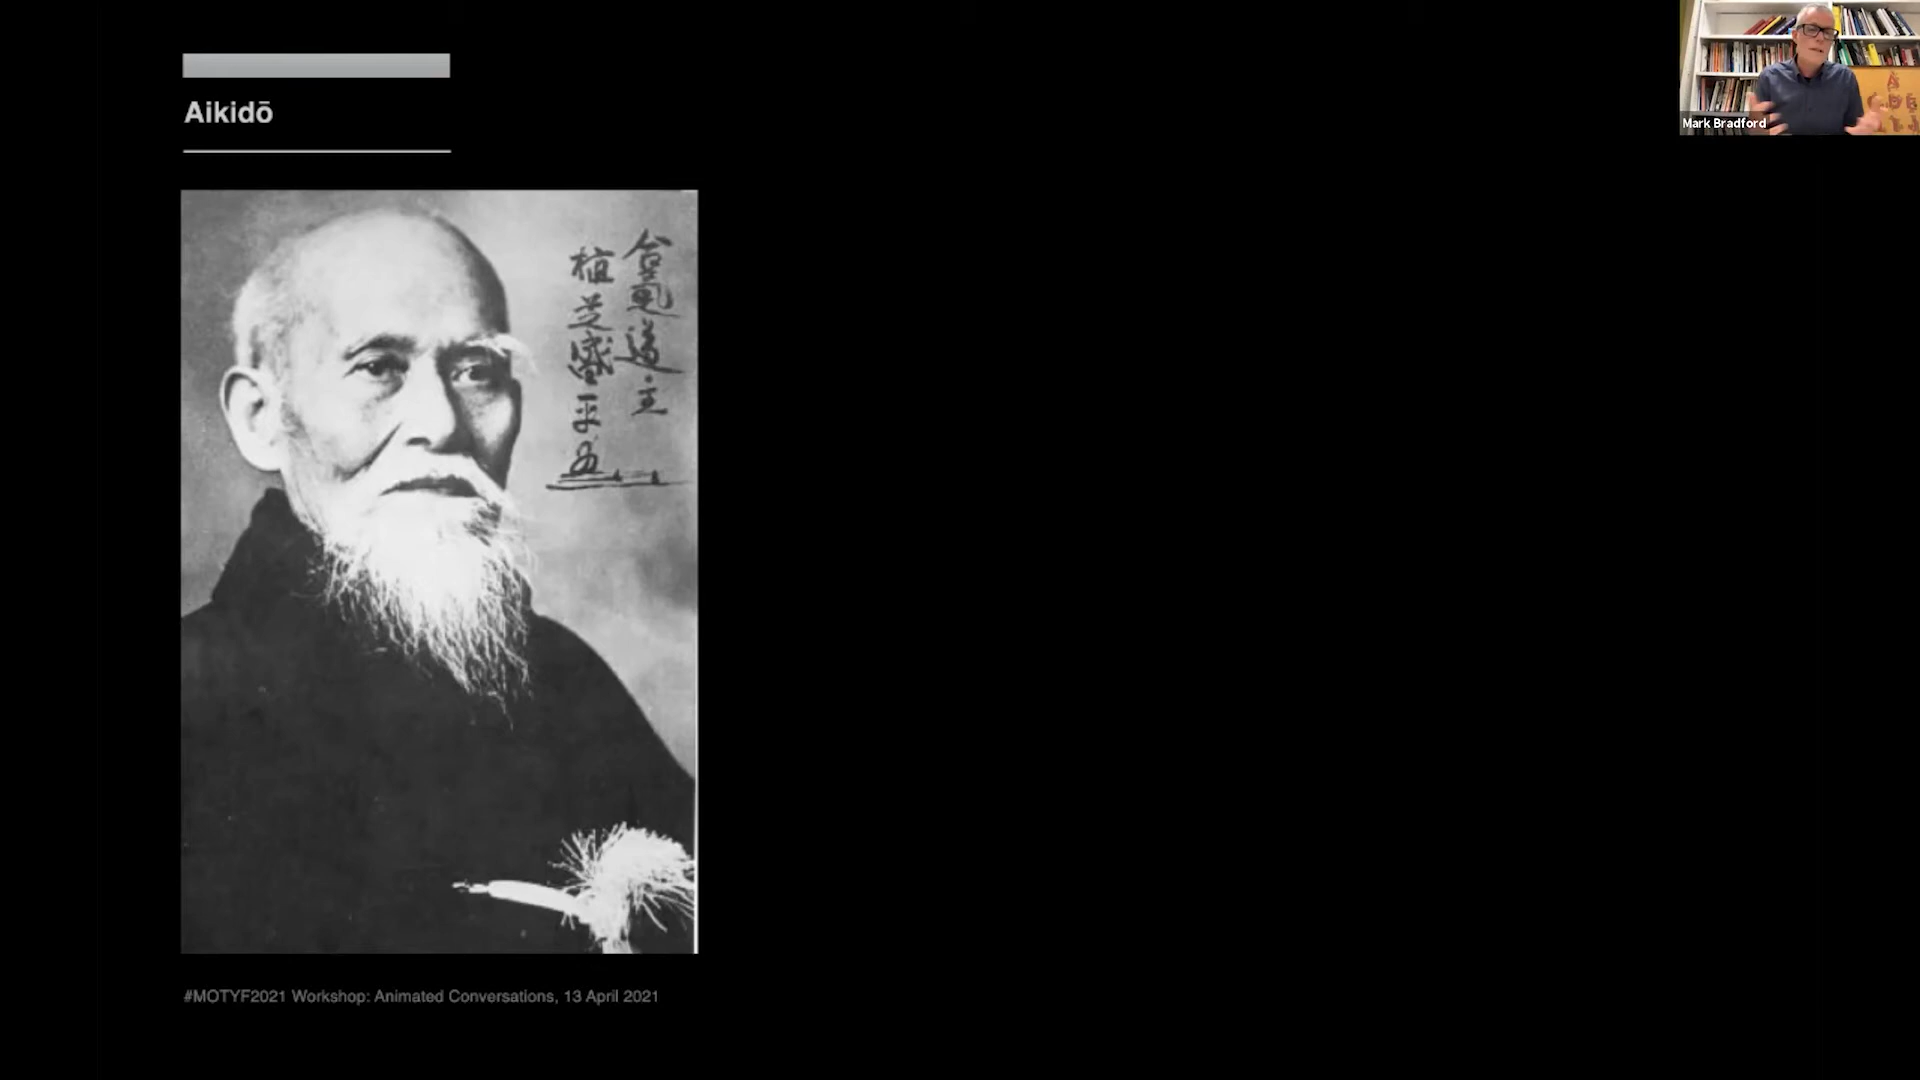 Aikidō
合氣道主
植芝盛平
#MOTYF2021 Workshop: Animated Conversations, 13 April 2021
Mark Bradford